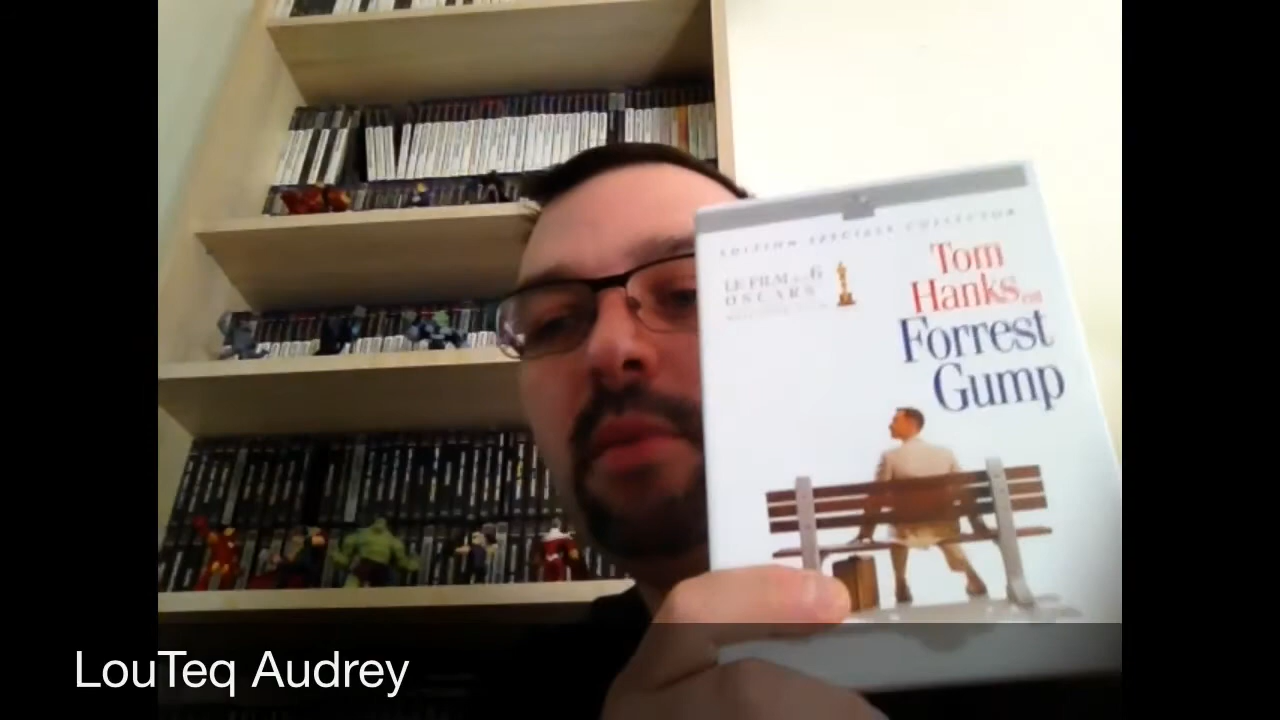 EDITION SPECIALE COLLECTOR
LE FILM AUX 6
OSCARS
Tom
Hanks est
Forrest
Gump
LouTeq Audrey